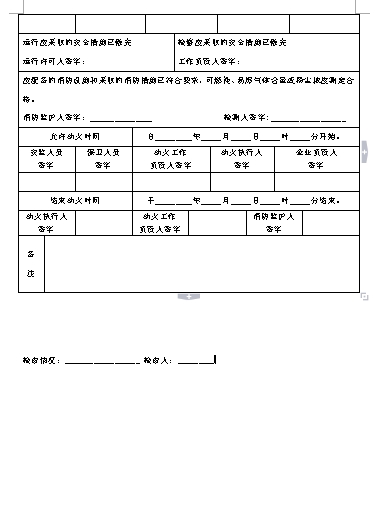 运行应采取的安全措施已做完 检修应采取的安全措施已做完
运行许可人签字： 工作负责人签字：
应配备的消防设施和采取的消防措施已符合要求，可燃性、易爆气体含量或粉尘浓度测定合
格。
消防监护人签字：____________ 检测人签字：______________
允许动火时间 自________年____月____日____时____分开始。
安监人员签字 保卫人员签字 动火工作负责人签字 动火执行人签字 企业负责人签字
结束动火时间 于________年____月____日____时____分结束。
动火执行人签字 动火工作负责人签字 消防监护人签字
备
注
检查情况：________________ 检查人：________